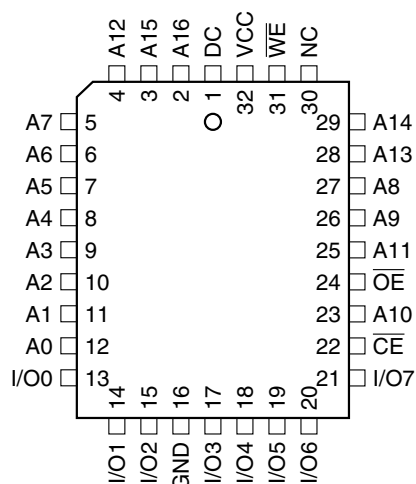 A12 A15 A16 DC VCC W̅E̅ NC
4 3 2 1 32 31 30
A7 5 29 A14
A6 6 28 A13
A5 7 27 A8
A4 8 26 A9
A3 9 25 A11
A2 10 24 O̅E̅
A1 11 23 A10
A0 12 22 C̅E̅
I/O0 13 21 I/O7
14 15 16 17 18 19 20
I/O1 I/O2 GND I/O3 I/O4 I/O5 I/O6